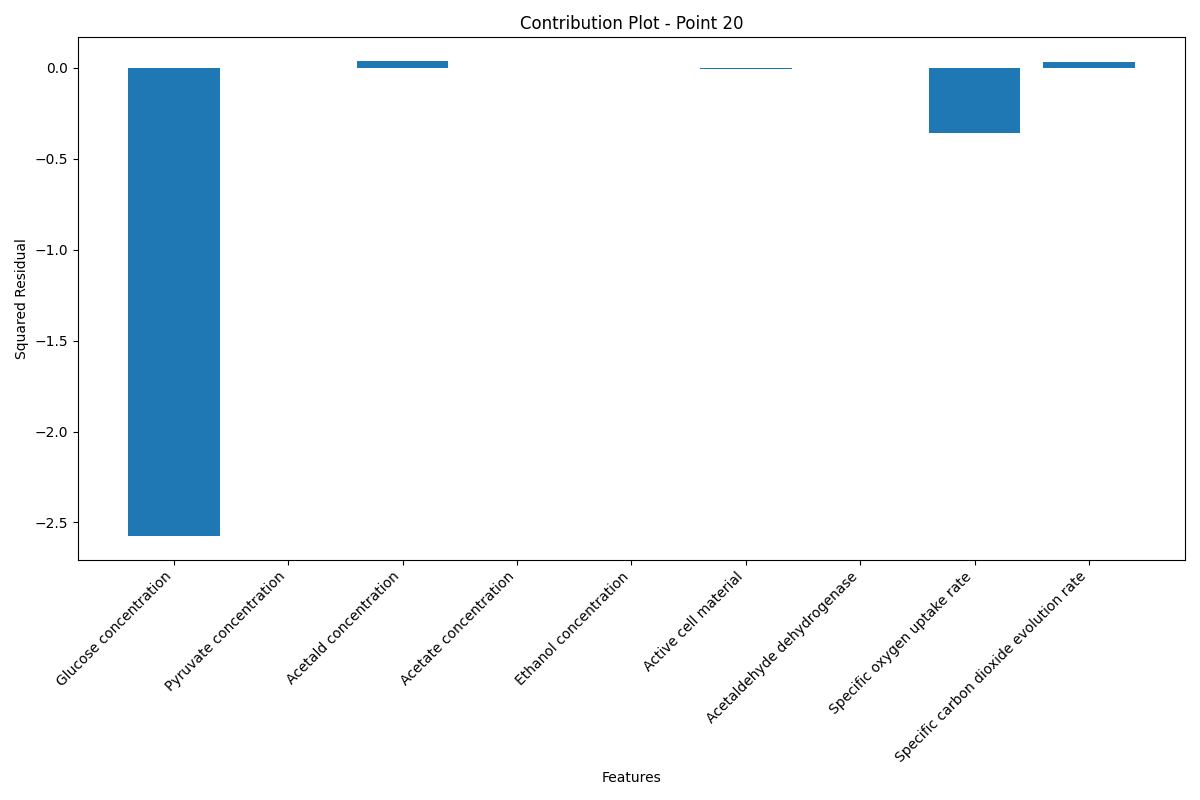 Contribution Plot - Point 20
Squared Residual
0.0
−0.5
−1.0
−1.5
−2.0
−2.5
Glucose concentration
Pyruvate concentration
Acetald concentration
Acetate concentration
Ethanol concentration
Active cell material
Acetaldehyde dehydrogenase
Specific oxygen uptake rate
Specific carbon dioxide evolution rate
Features